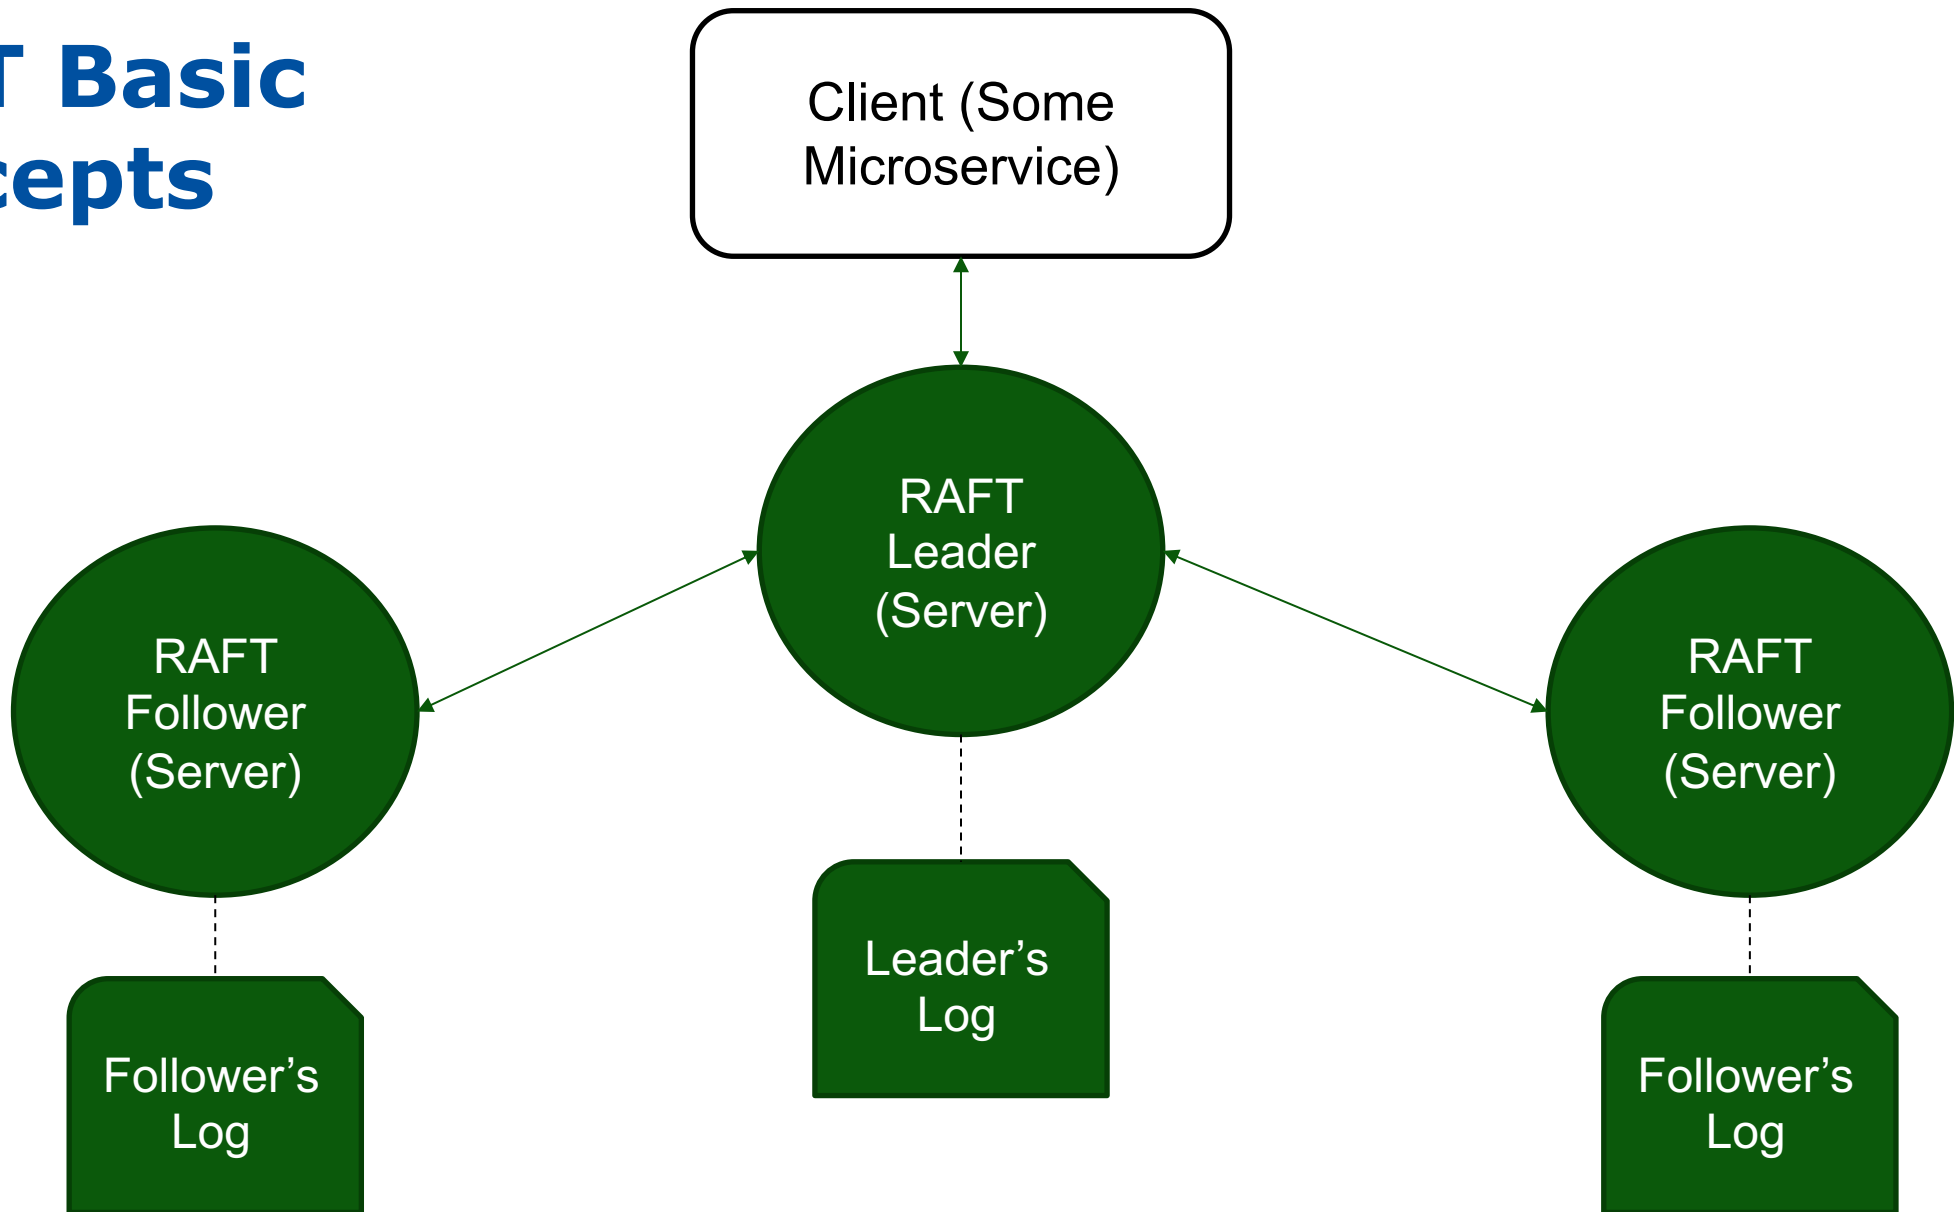 T Basic
cepts
Client (Some
Microservice)
RAFT
Leader
(Server)
RAFT
Follower
(Server)
RAFT
Follower
(Server)
Leader’s
Log
Follower’s
Log
Follower’s
Log